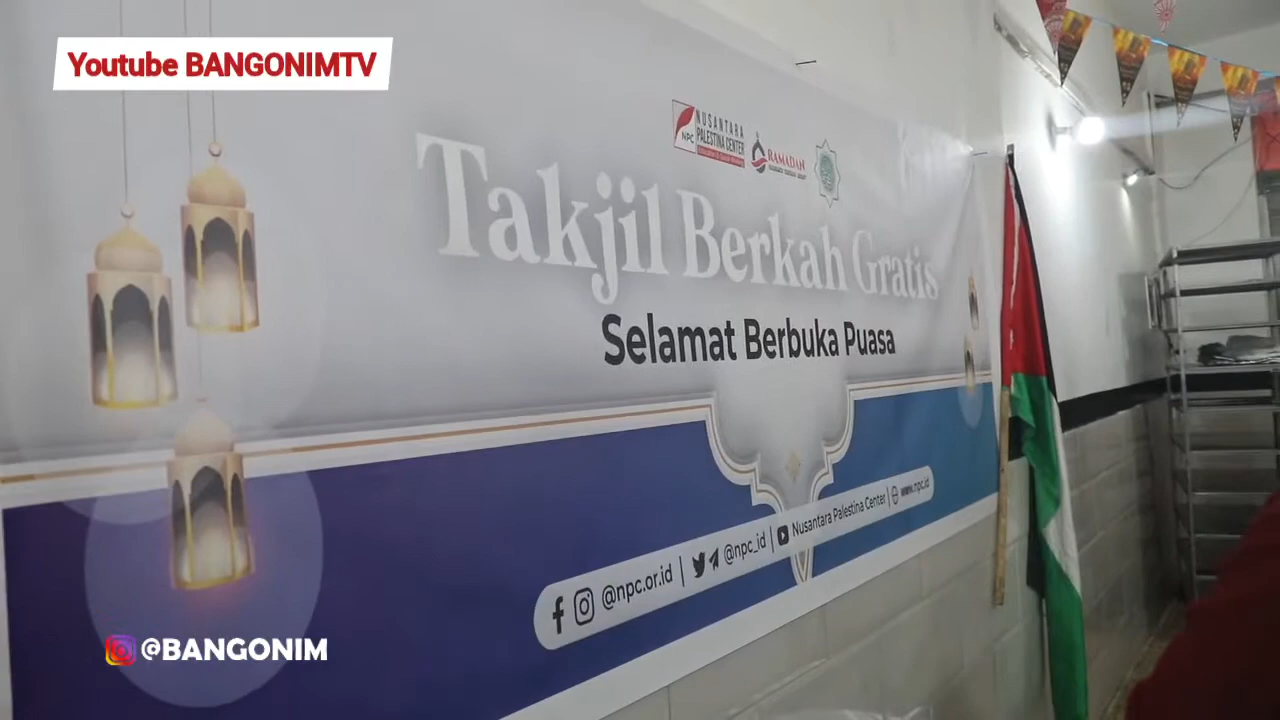 Youtube BANGONIMTV
NUSANTARA
PALESTINA CENTER
NPC
RAMADAN
Takjil Berkah Gratis
Selamat Berbuka Puasa
@npc.or.id | @npc_id | Nusantara Palestina Center | www.npc.id
@BANGONIM